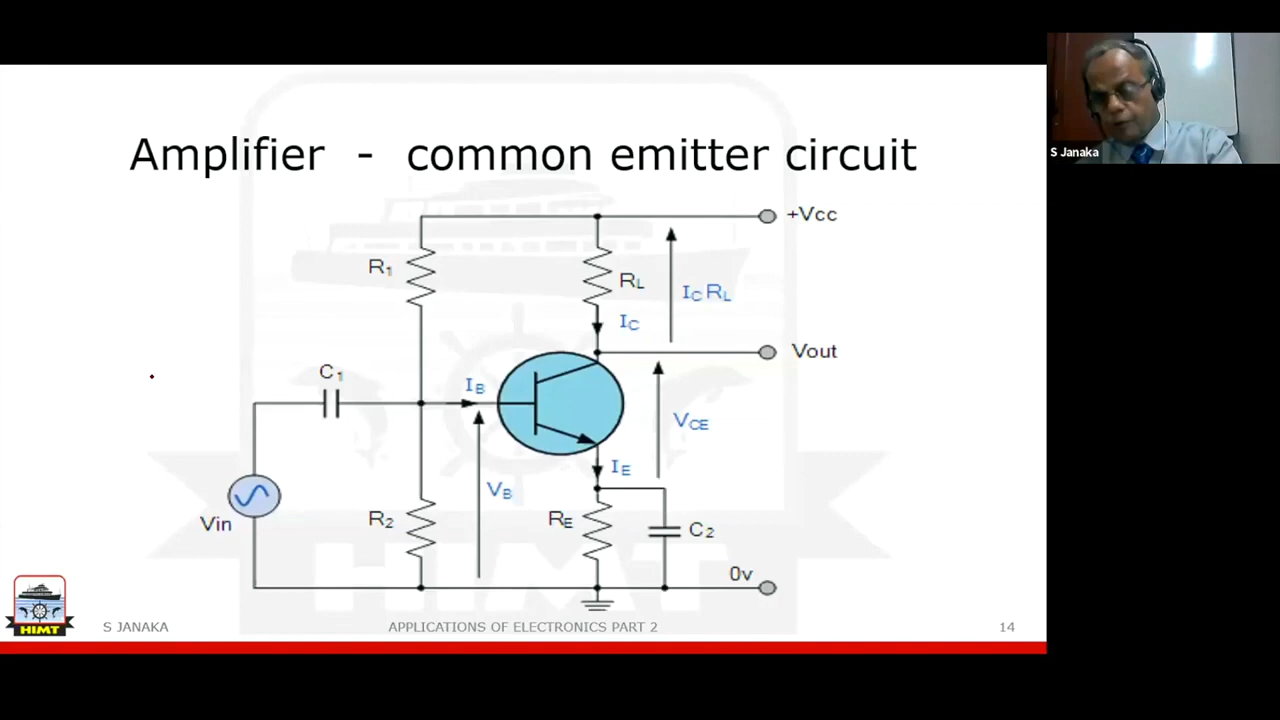 Amplifier - common emitter circuit
+Vcc
R1
RL
IC RL
IC
Vout
C1
IB
VCE
IE
VB
Vin
R2
RE
C2
0v
HIMT
HIMT
S JANAKA
APPLICATIONS OF ELECTRONICS PART 2
14
S Janaka